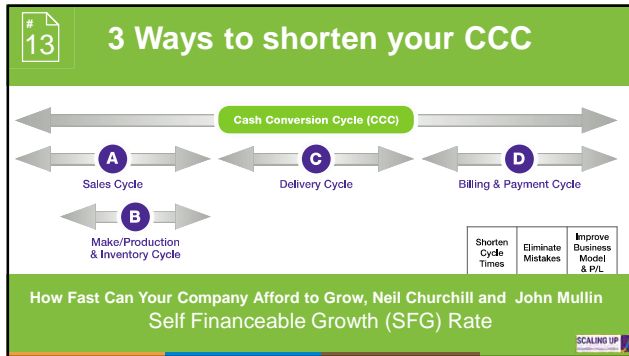 #
13
3 Ways to shorten your CCC
Cash Conversion Cycle (CCC)
A
C
D
Sales Cycle
Delivery Cycle
Billing & Payment Cycle
B
Make/Production
& Inventory Cycle
Shorten
Cycle
Times
Eliminate
Mistakes
Improve
Business
Model
& P/L
How Fast Can Your Company Afford to Grow, Neil Churchill and John Mullin
Self Financeable Growth (SFG) Rate
SCALING UP